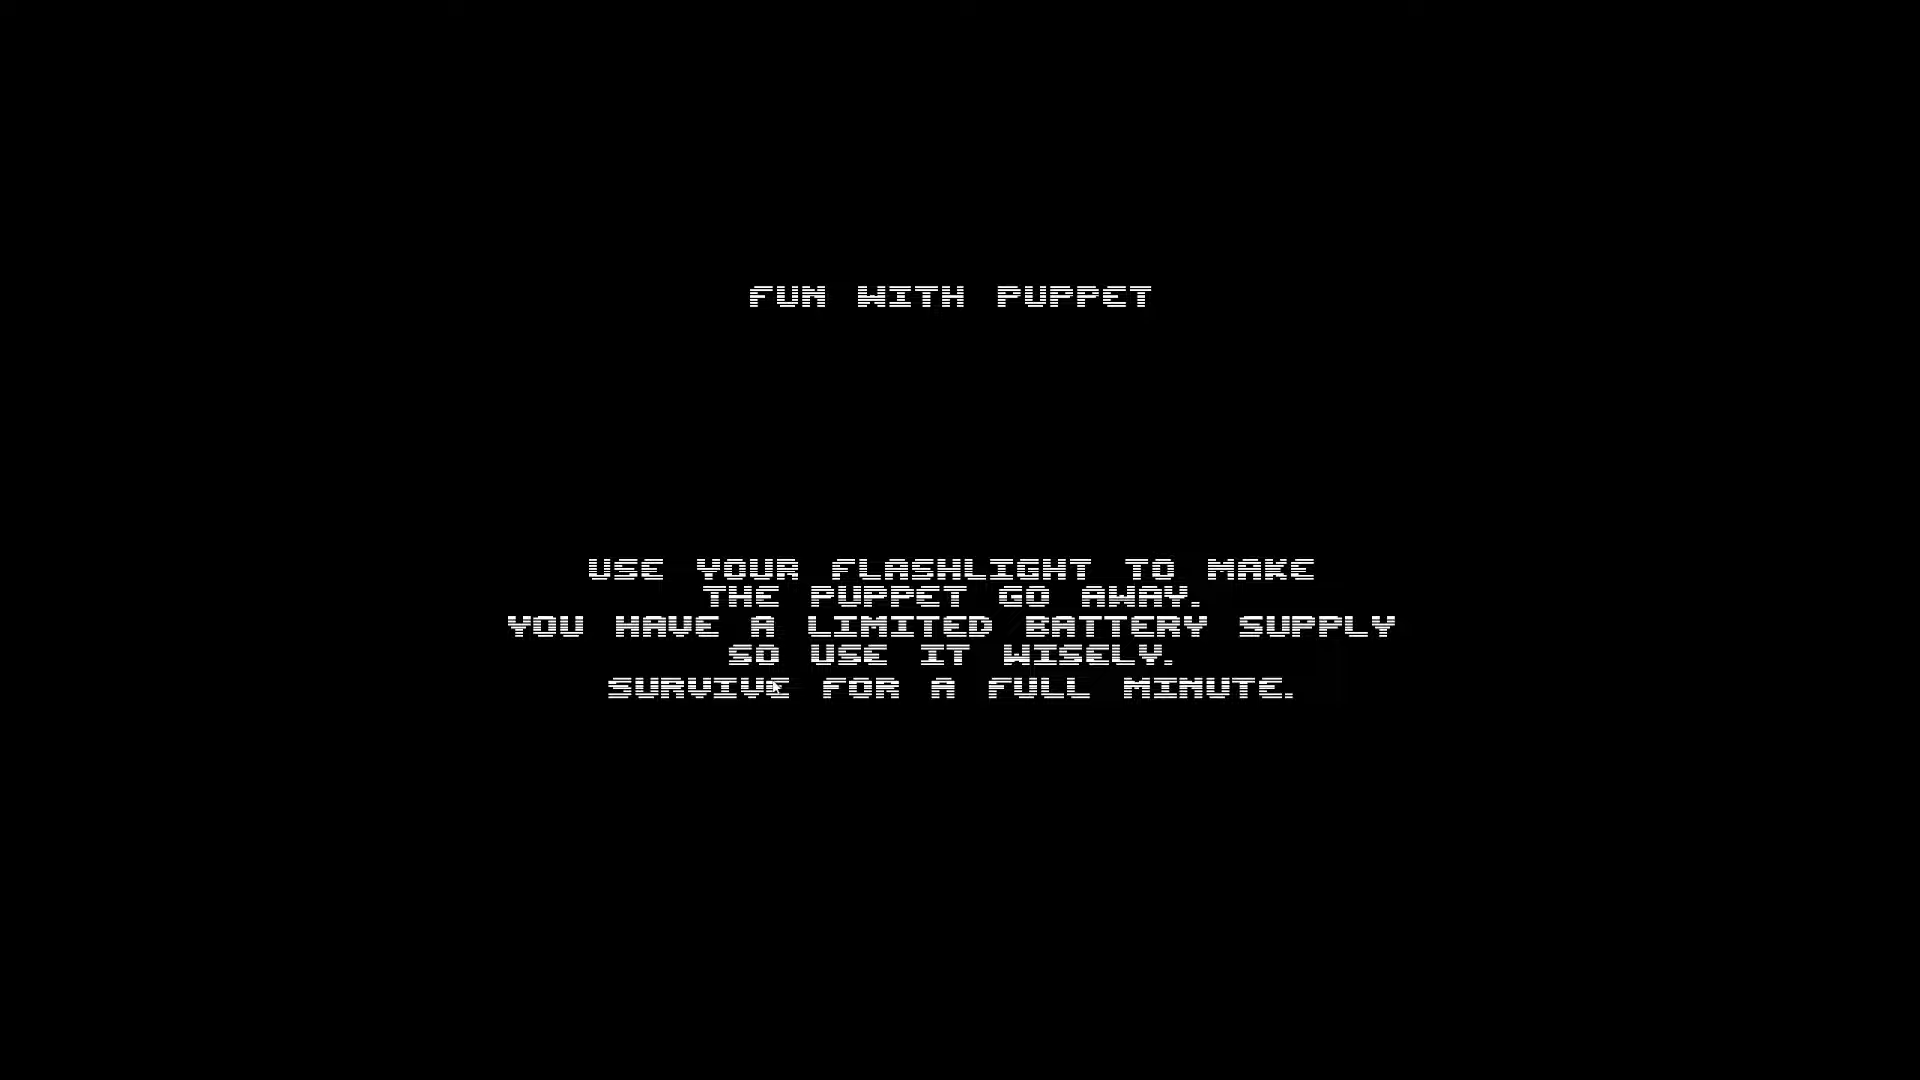 FUN WITH PUPPET
USE YOUR FLASHLIGHT TO MAKE
THE PUPPET GO AWAY.
YOU HAVE A LIMITED BATTERY SUPPLY
SO USE IT WISELY.
SURVIVE FOR A FULL MINUTE.